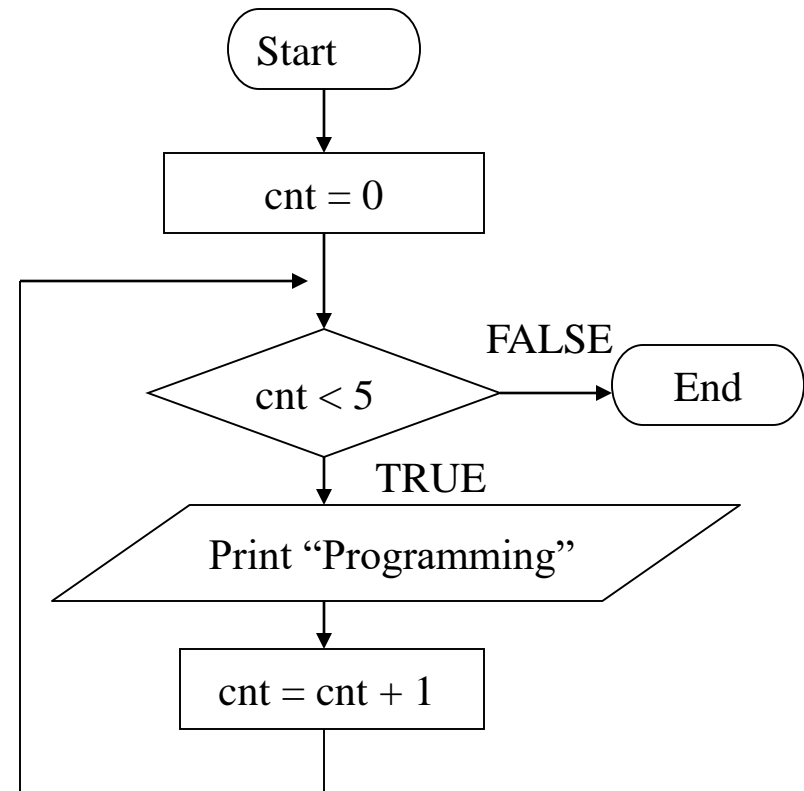 Start
cnt = 0
FALSE
cnt < 5
End
TRUE
Print “Programming”
cnt = cnt + 1